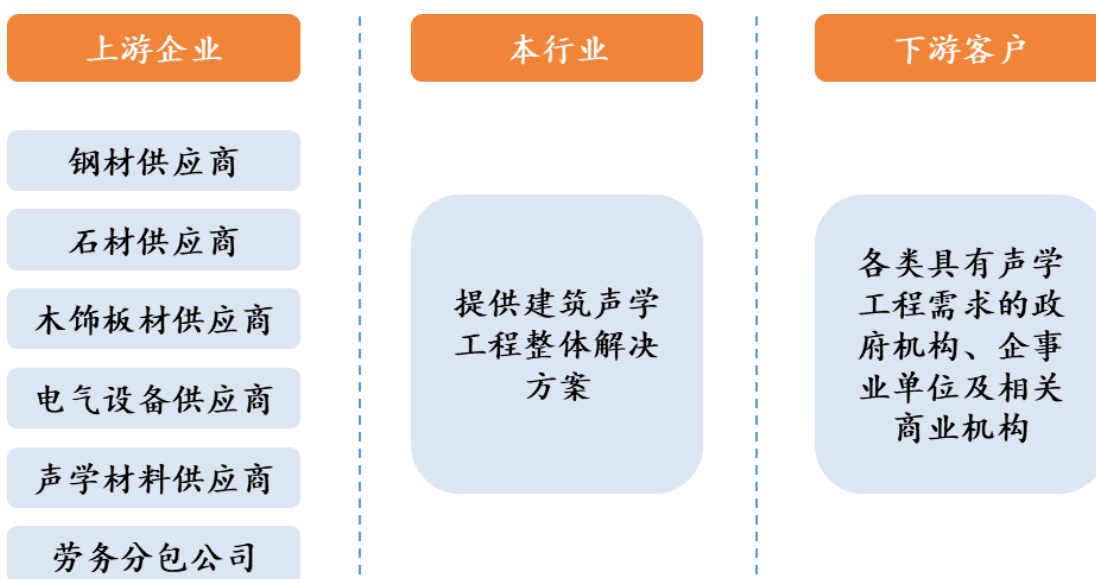 上游企业
钢材供应商
石材供应商
木饰板材供应商
电气设备供应商
声学材料供应商
劳务分包公司
本行业
提供建筑声学
工程整体解决
方案
下游客户
各类具有声学
工程需求的政
府机构、企事
业单位及相关
商业机构